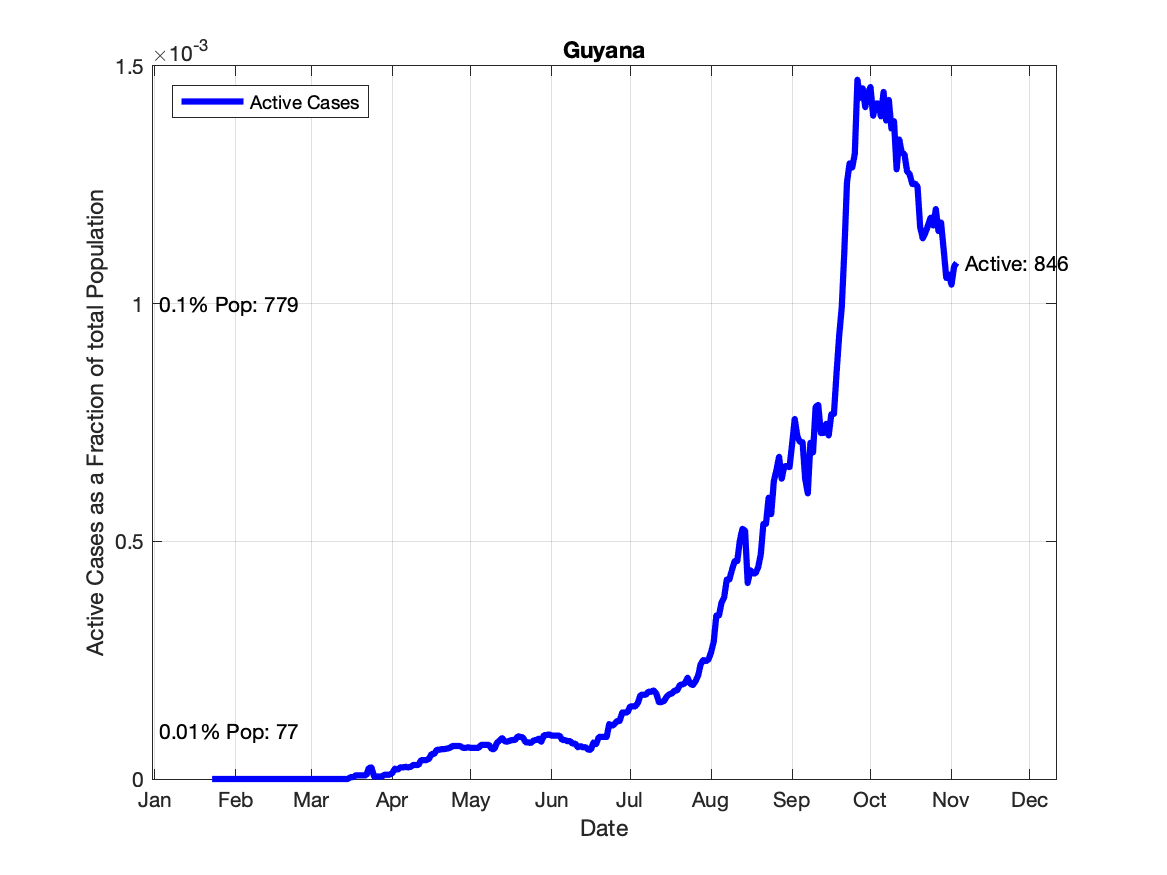 Guyana
×10-3
1.5
1
0.5
0
Active Cases
0.1% Pop: 779
0.01% Pop: 77
Active: 846
Active Cases as a Fraction of total Population
Jan Feb Mar Apr May Jun Jul Aug Sep Oct Nov Dec
Date